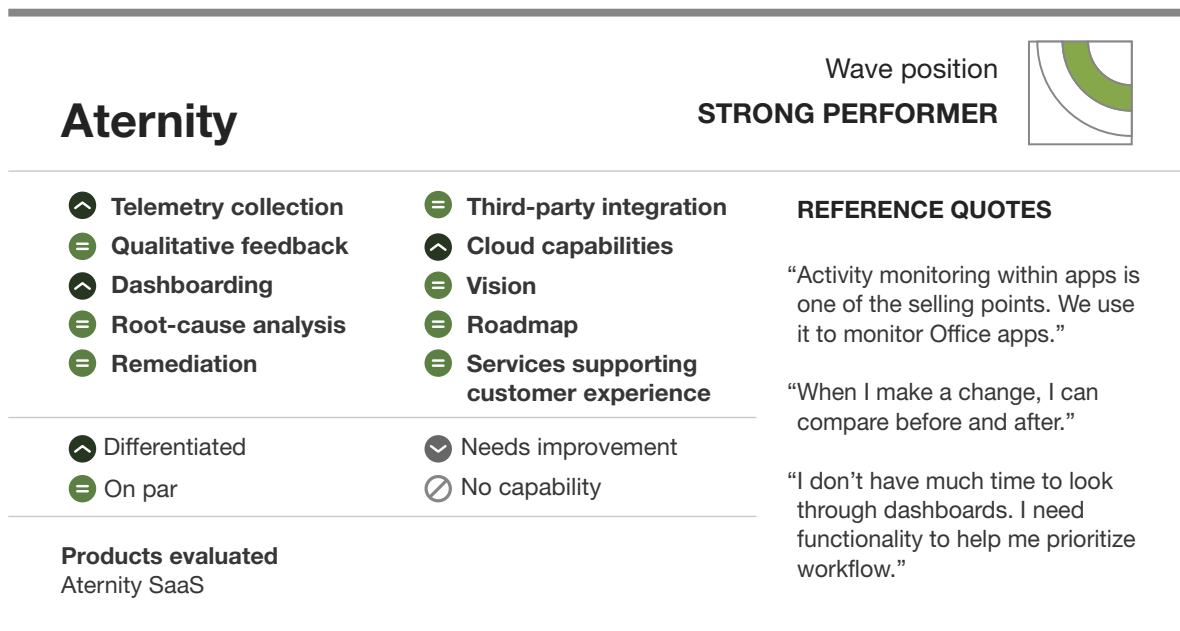 Wave position
STRONG PERFORMER
Aternity
Telemetry collection
Qualitative feedback
Dashboarding
Root-cause analysis
Remediation
Third-party integration
Cloud capabilities
Vision
Roadmap
Services supporting
customer experience
Differentiated
On par
Needs improvement
No capability
Products evaluated
Aternity SaaS
REFERENCE QUOTES
“Activity monitoring within apps is
one of the selling points. We use
it to monitor Office apps.”
“When I make a change, I can
compare before and after.”
“I don’t have much time to look
through dashboards. I need
functionality to help me prioritize
workflow.”